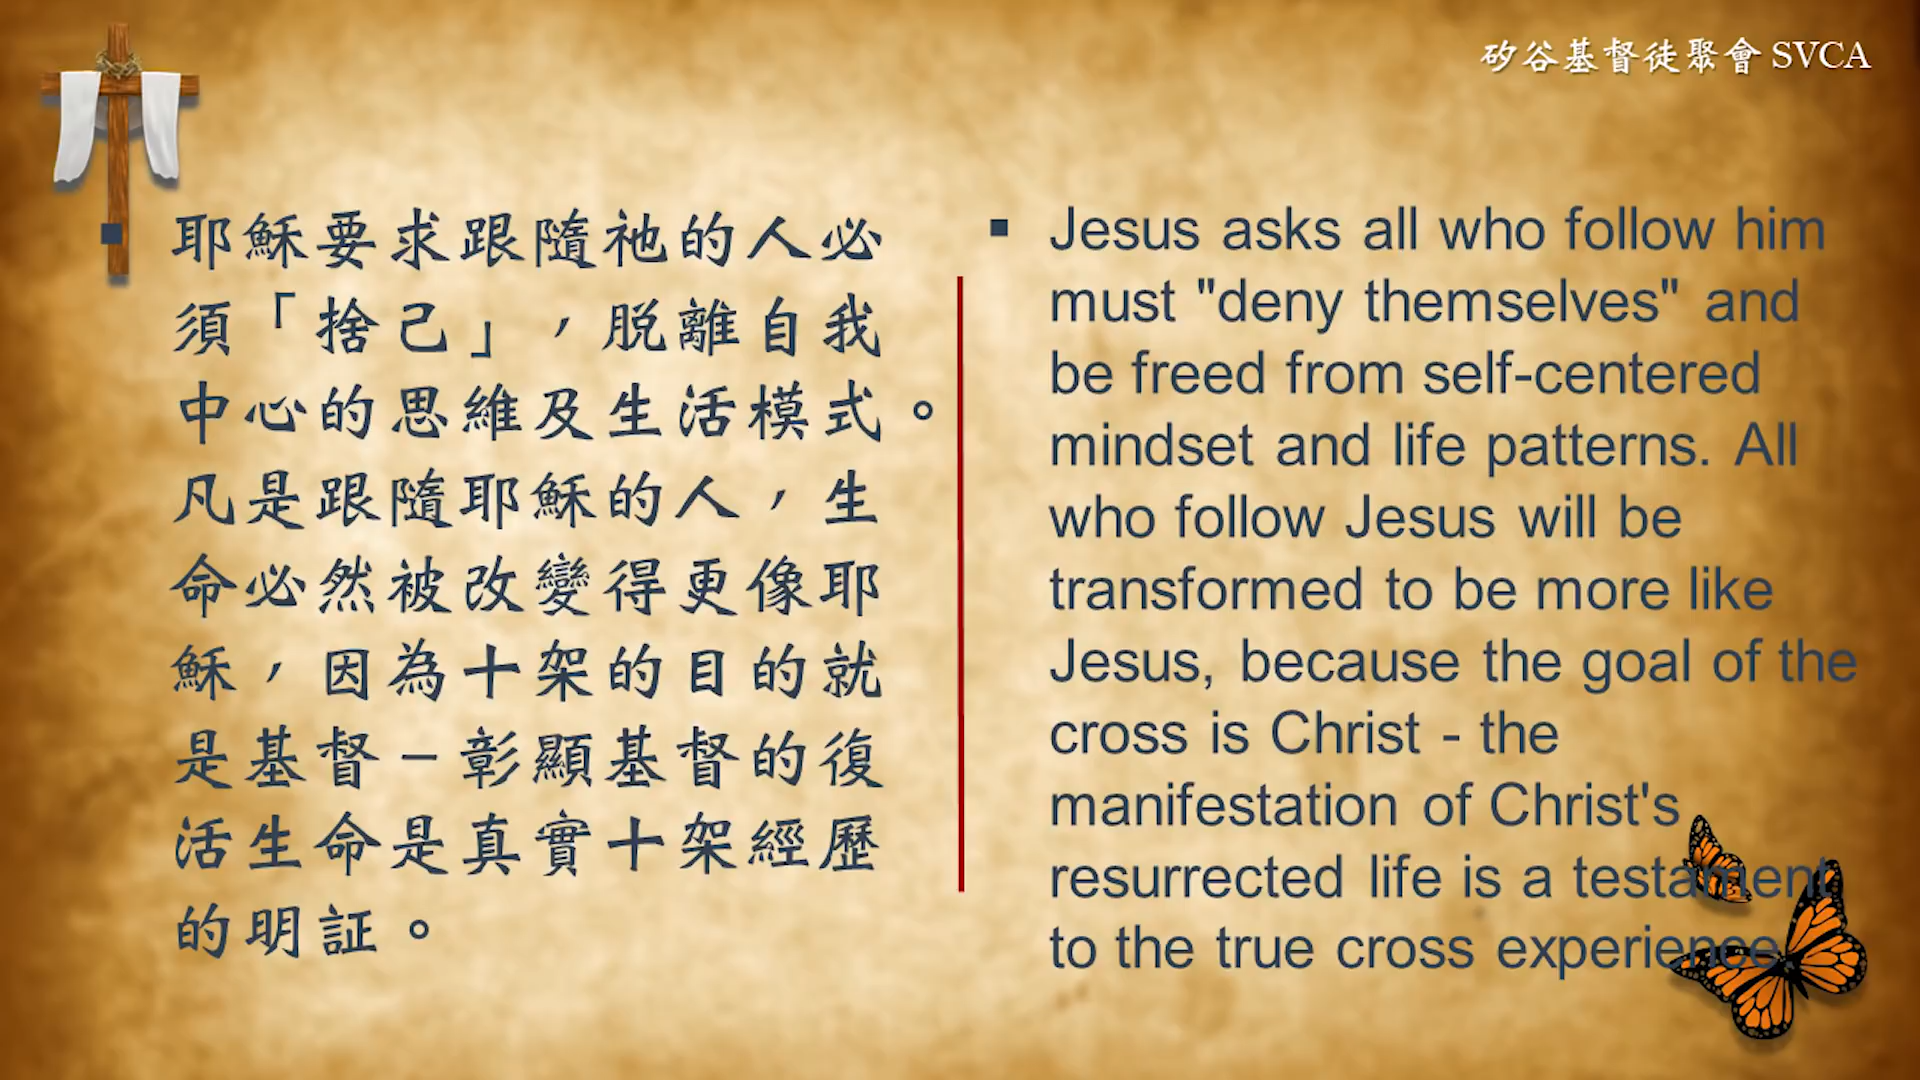 矽谷基督徒聚會 SVCA
▪ 耶穌要求跟隨祂的人必
須「捨己」，脫離自我
中心的思維及生活模式。
凡是跟隨耶穌的人，生
命必然被改變得更像耶
穌，因為十架的目的就
是基督－彰顯基督的復
活生命是真實十架經歷
的明証。
▪ Jesus asks all who follow him
must "deny themselves" and
be freed from self-centered
mindset and life patterns. All
who follow Jesus will be
transformed to be more like
Jesus, because the goal of the
cross is Christ - the
manifestation of Christ's
resurrected life is a testament
to the true cross experience